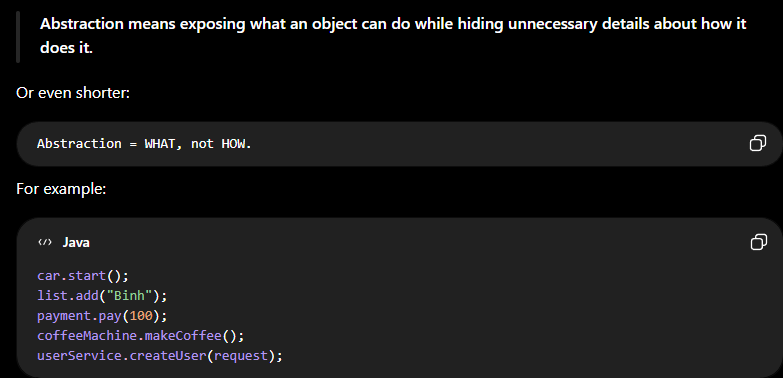 Abstraction means exposing what an object can do while hiding unnecessary details about how it
does it.
Or even shorter:
Abstraction = WHAT, not HOW.
For example:
</> Java
car.start();
list.add("Binh");
payment.pay(100);
coffeeMachine.makeCoffee();
userService.createUser(request);